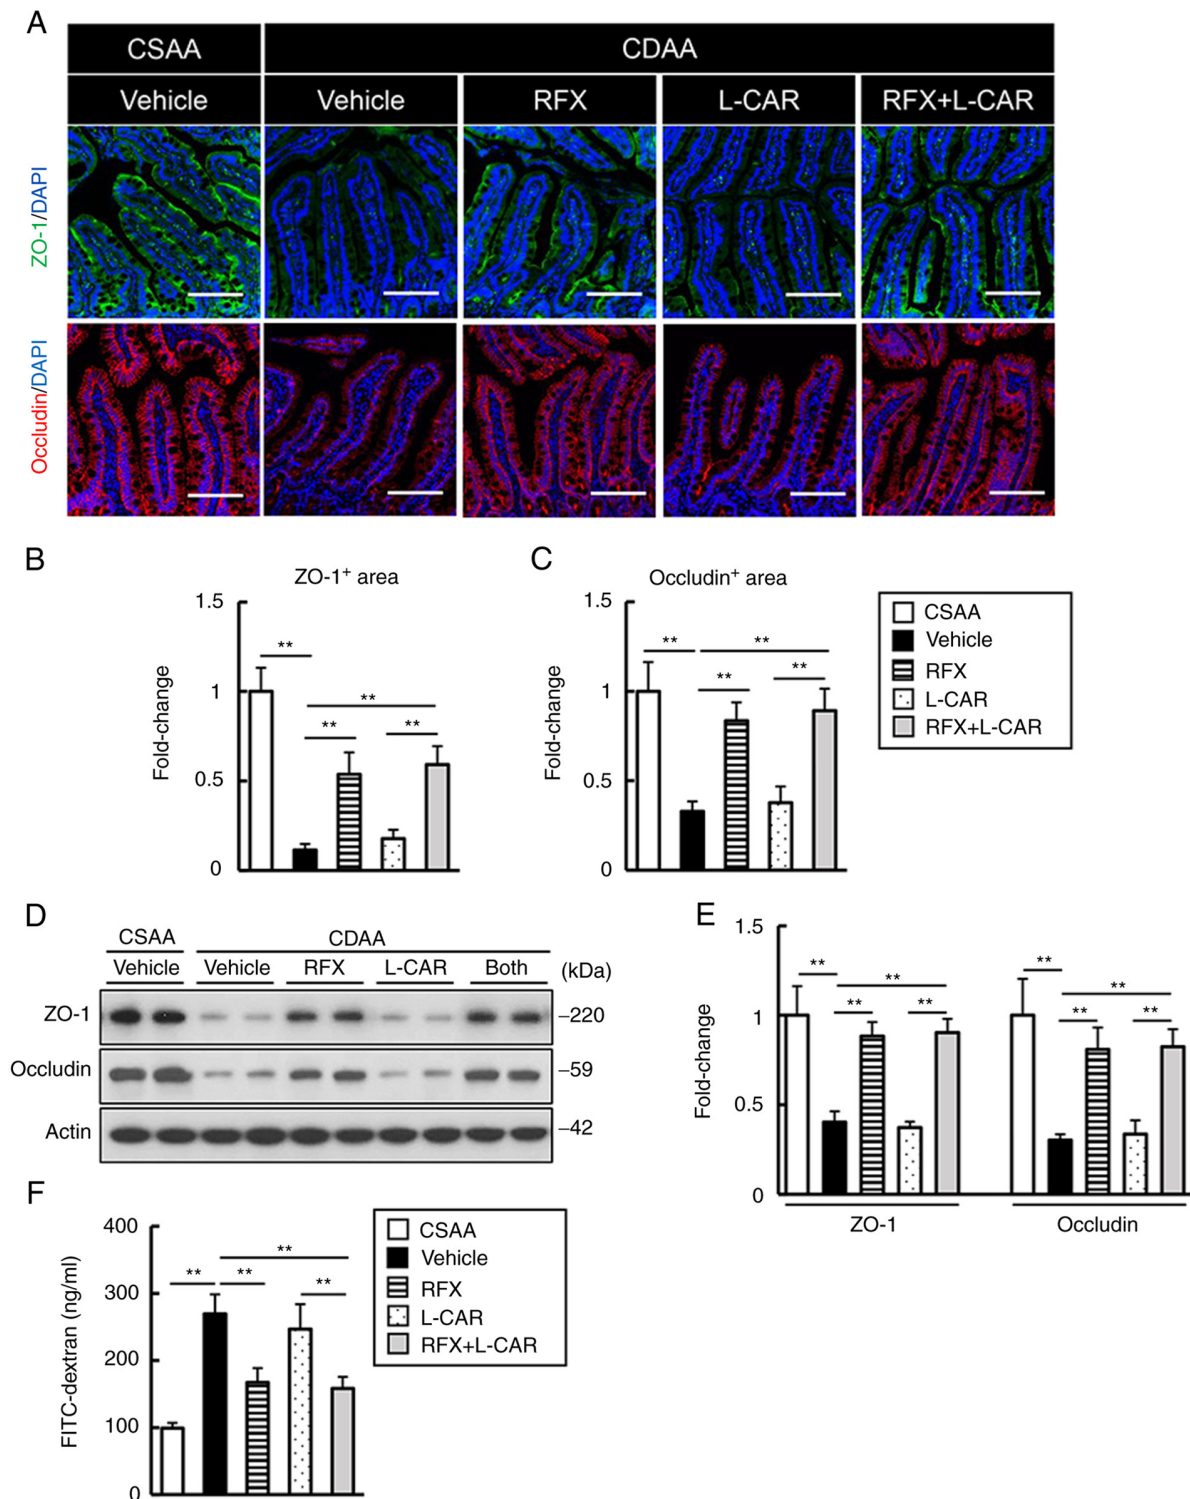 A
CSAA CDAA
Vehicle Vehicle RFX L-CAR RFX+L-CAR
ZO-1/DAPI
Occludin/DAPI
B
ZO-1+ area
Fold-change
1.5
1
0.5
0
**
**
**
**
C
Occludin+ area
Fold-change
1.5
1
0.5
0
**
**
**
**
CSAA
Vehicle
RFX
L-CAR
RFX+L-CAR
D
CSAA CDAA
Vehicle Vehicle RFX L-CAR Both (kDa)
ZO-1 –220
Occludin –59
Actin –42
E
Fold-change
1.5
1
0.5
0
**
**
**
**
**
**
**
**
ZO-1 Occludin
F
FITC-dextran (ng/ml)
400
300
200
100
0
**
**
**
**
CSAA
Vehicle
RFX
L-CAR
RFX+L-CAR